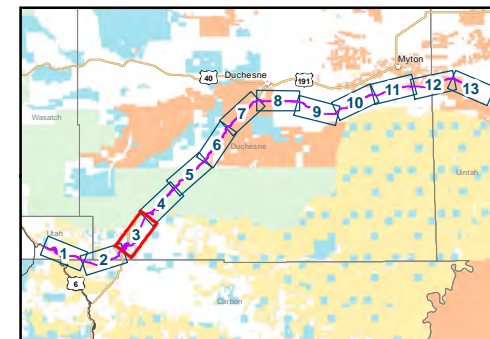 40
Duchesne
191
Myton
Wasatch
Duchesne
Uintah
Utah
6
Carbon
1
2
3
4
5
6
7
8
9
10
11
12
13